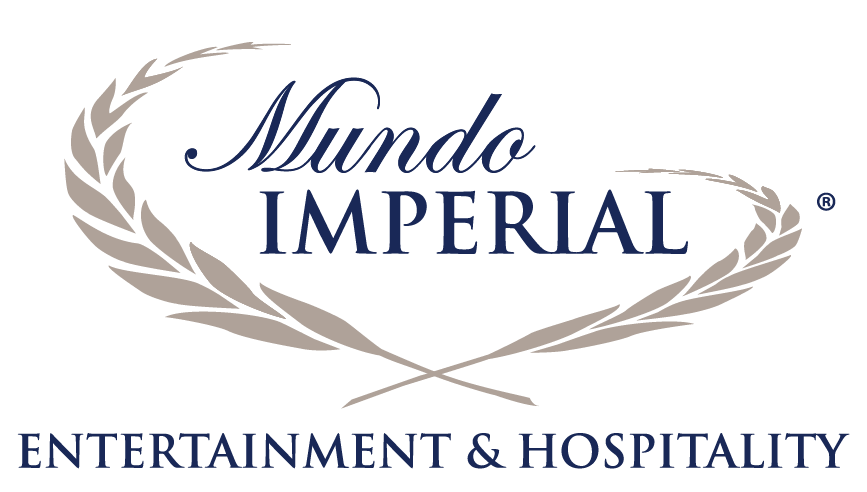 Mundo
IMPERIAL
®
ENTERTAINMENT & HOSPITALITY